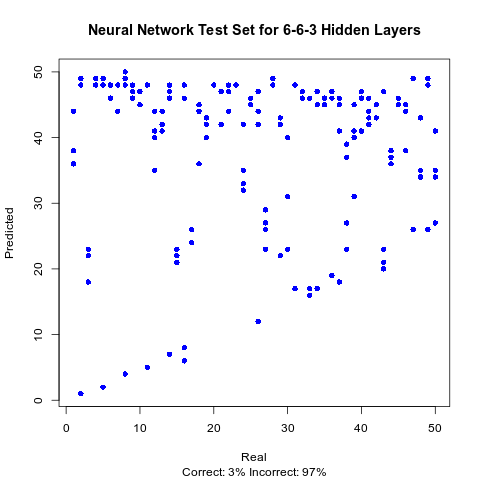 Neural Network Test Set for 6-6-3 Hidden Layers
Predicted
50
40
30
20
10
0
0 10 20 30 40 50
Real
Correct: 3% Incorrect: 97%